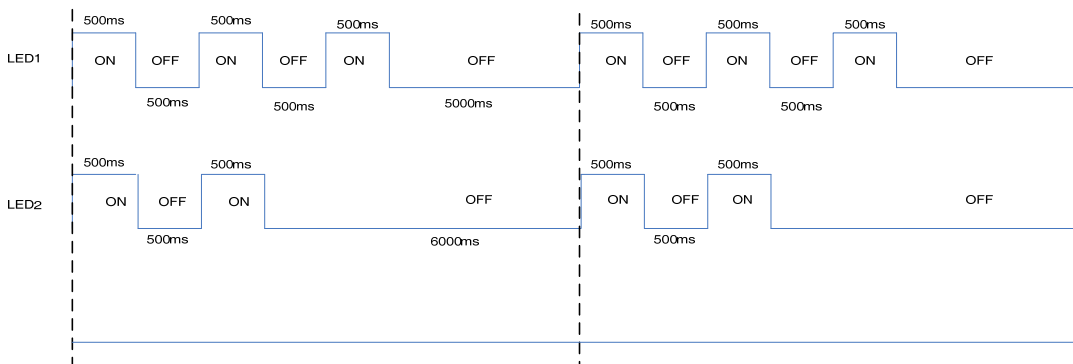 500ms 500ms 500ms 500ms 500ms 500ms
LED1 ON OFF ON OFF ON OFF ON OFF ON OFF ON OFF
500ms 500ms 5000ms 500ms 500ms
500ms 500ms 500ms 500ms
LED2 ON OFF ON OFF ON OFF ON OFF
500ms 6000ms 500ms